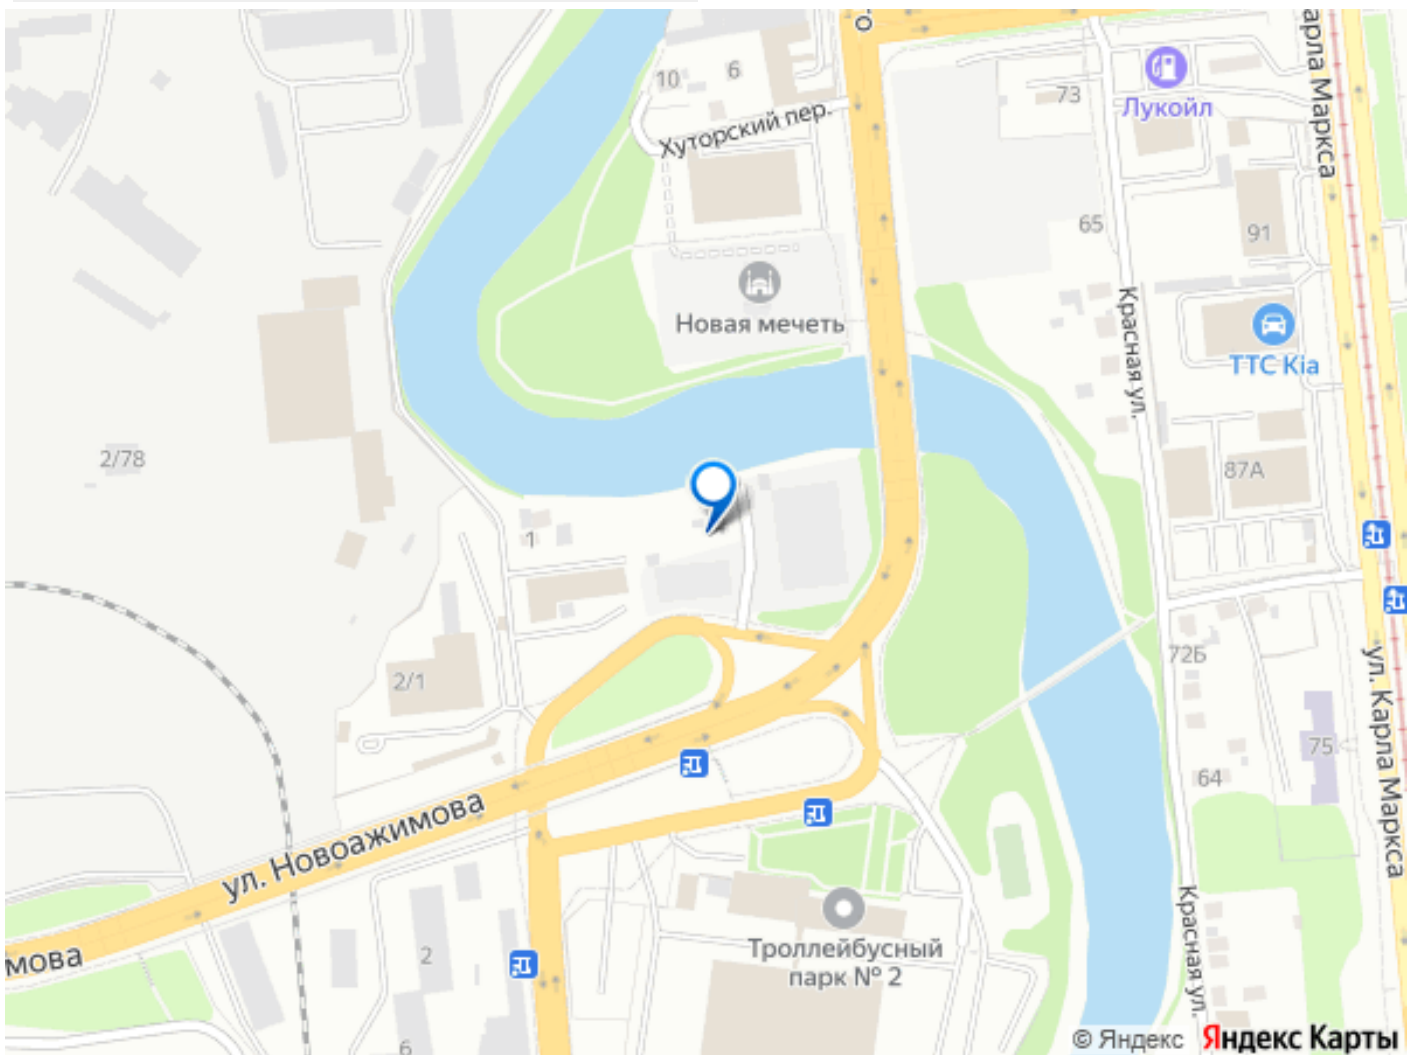 о
арла Маркса
10
6
73
Лукойл
Хуторский пер.
65
91
Новая мечеть
Красная ул.
ТТС Kia
2/78
87А
1
72Б
2/1
ул. Карла Маркса
75
64
ул. Новоажимова
Красная ул.
мова
2
Троллейбусный
парк № 2
6
© Яндекс Яндекс Карты